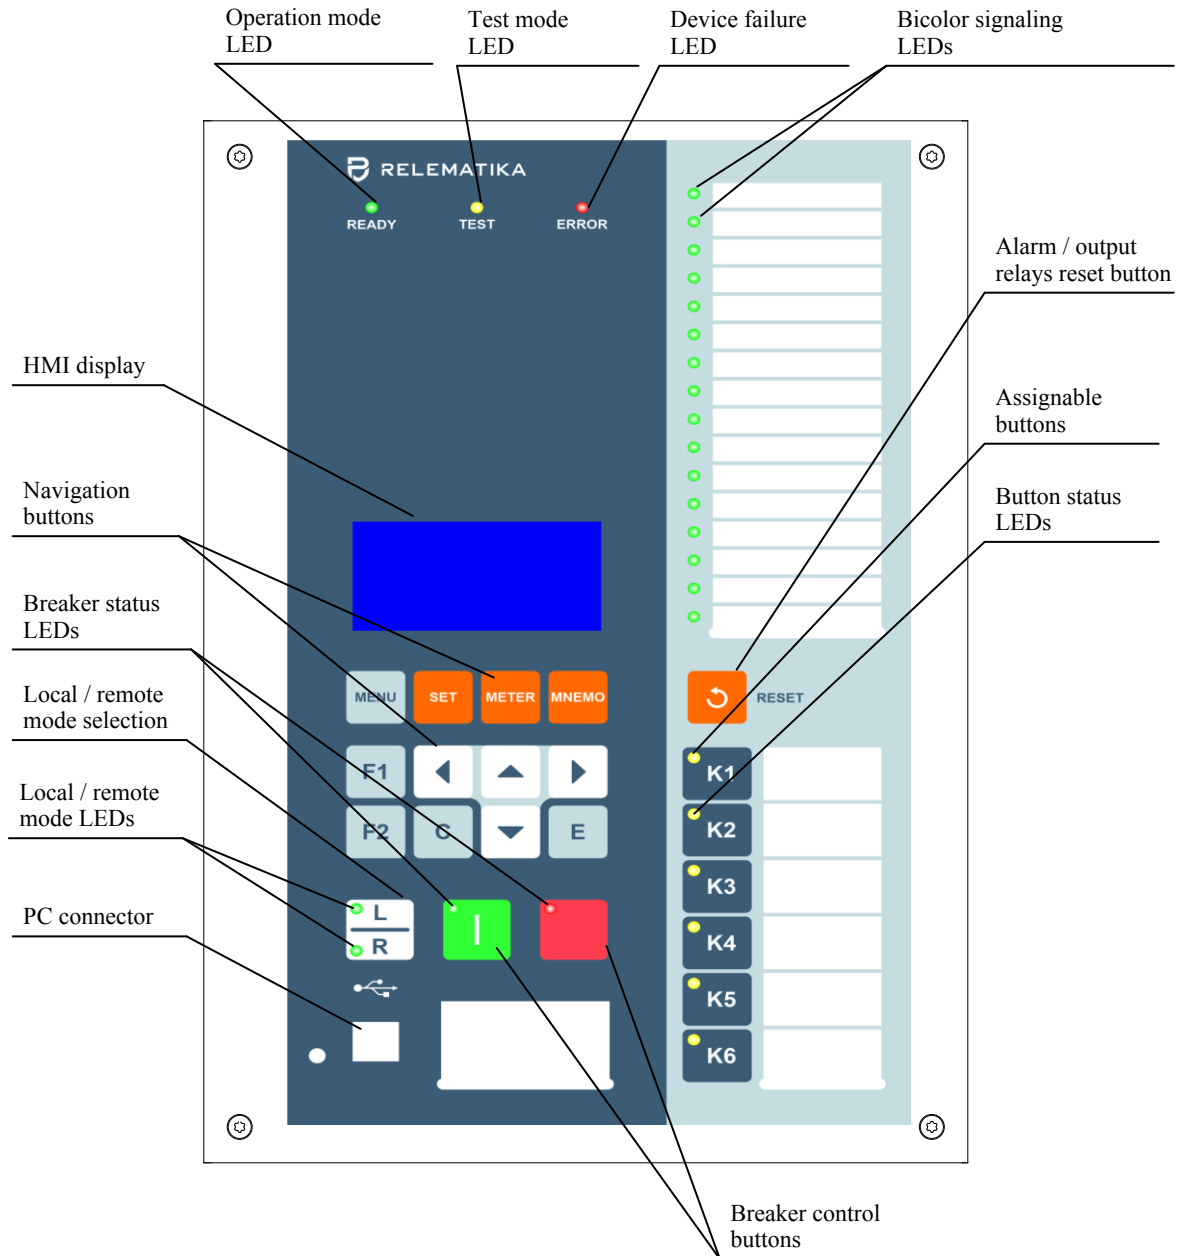 Operation mode
LED
Test mode
LED
Device failure
LED
Bicolor signaling
LEDs
RELEMATIKA
READY
TEST
ERROR
Alarm / output
relays reset button
HMI display
Assignable
buttons
Navigation
buttons
Button status
LEDs
Breaker status
LEDs
Local / remote
mode selection
MENU
SET
METER
MNEMO
RESET
F1
K1
Local / remote
mode LEDs
F2
C
E
K2
K3
PC connector
L
R
I
K4
K5
K6
Breaker control
buttons